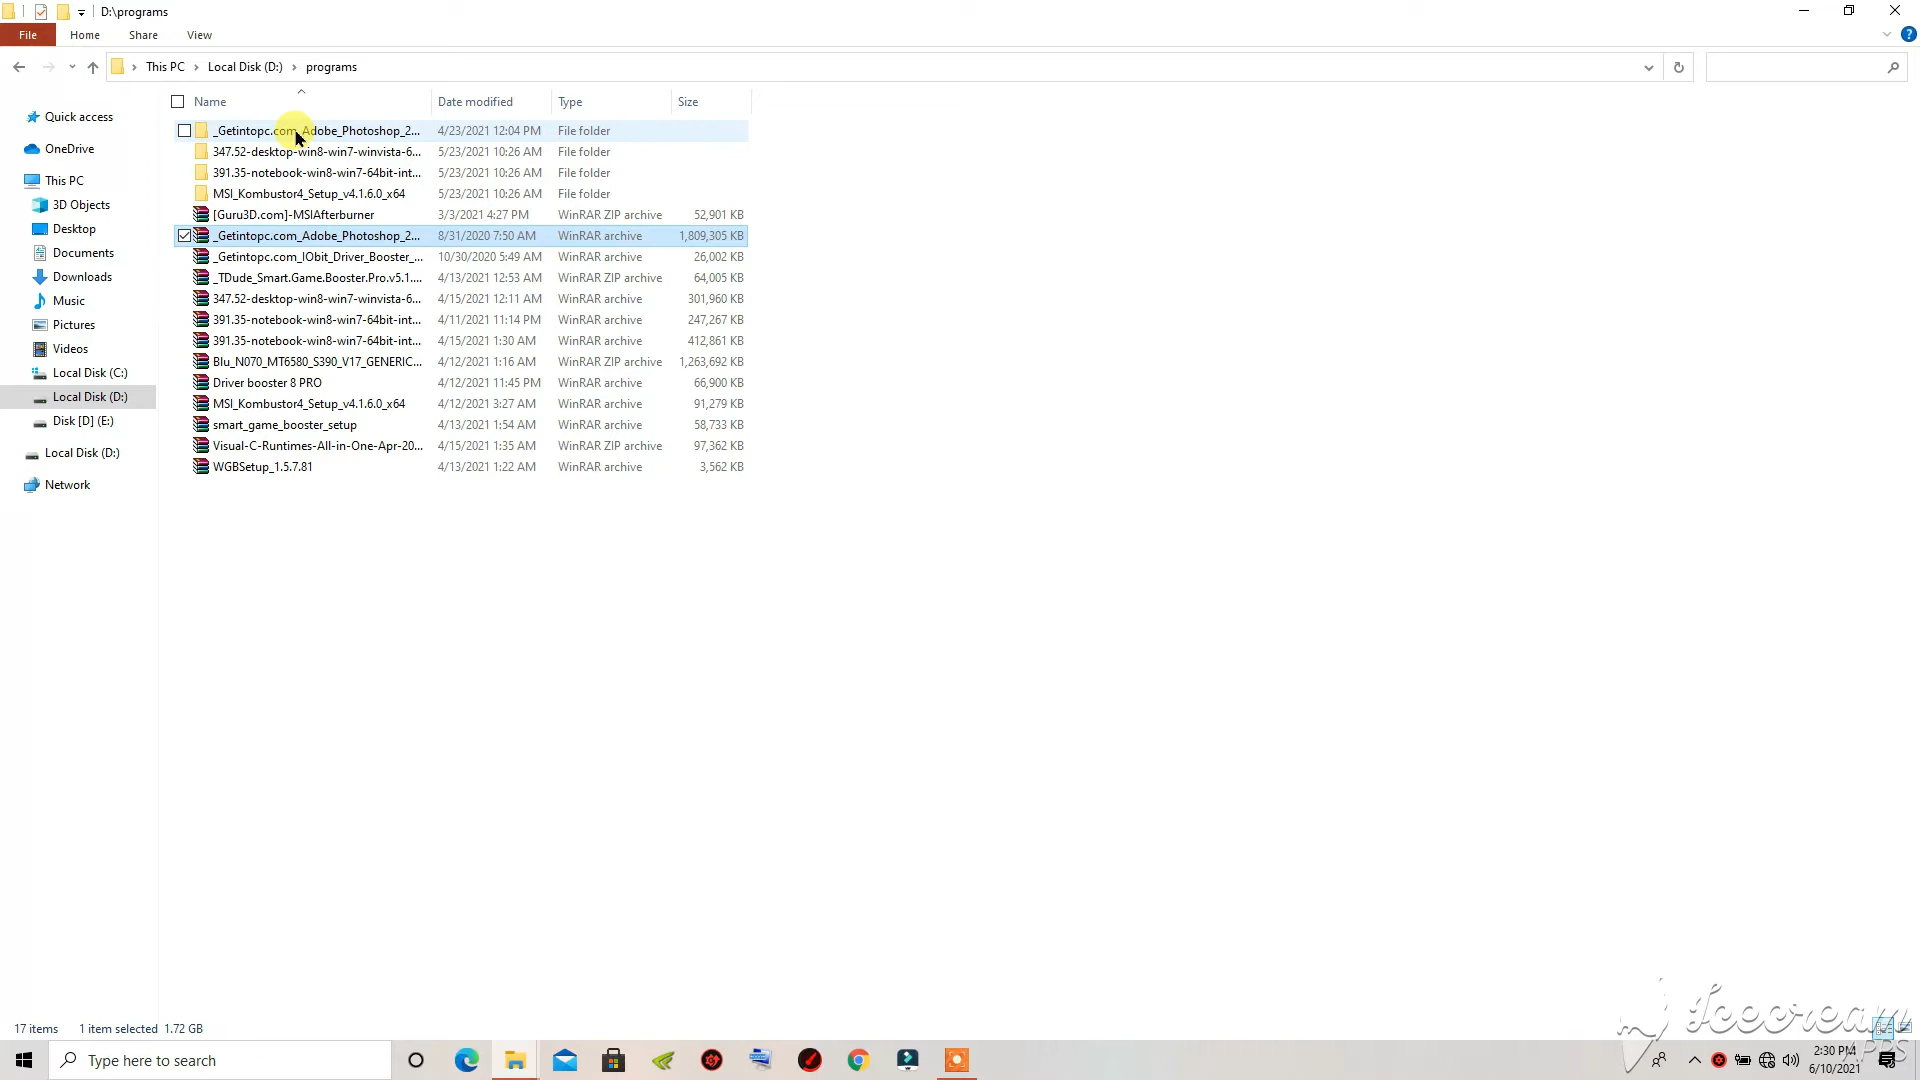 D:\programs
File Home Share View
This PC Local Disk (D:) programs
Name Date modified Type Size
Quick access
OneDrive
This PC
3D Objects
Desktop
Documents
Downloads
Music
Pictures
Videos
Local Disk (C:)
Local Disk (D:)
Disk [D] (E:)
Local Disk (D:)
Network
_Getintopc.com_Adobe_Photoshop_2... 4/23/2021 12:04 PM File folder
347.52-desktop-win8-win7-winvista-6... 5/23/2021 10:26 AM File folder
391.35-notebook-win8-win7-64bit-int... 5/23/2021 10:26 AM File folder
MSI_Kombustor4_Setup_v4.1.6.0_x64 5/23/2021 10:26 AM File folder
[Guru3D.com]-MSIAfterburner 3/3/2021 4:27 PM WinRAR ZIP archive 52,901 KB
_Getintopc.com_Adobe_Photoshop_2... 8/31/2020 7:50 AM WinRAR archive 1,809,305 KB
_Getintopc.com_IObit_Driver_Booster_... 10/30/2020 5:49 AM WinRAR archive 26,002 KB
_TDude_Smart.Game.Booster.Pro.v5.1.... 4/13/2021 12:53 AM WinRAR ZIP archive 64,005 KB
347.52-desktop-win8-win7-winvista-6... 4/15/2021 12:11 AM WinRAR archive 301,960 KB
391.35-notebook-win8-win7-64bit-int... 4/11/2021 11:14 PM WinRAR archive 247,267 KB
391.35-notebook-win8-win7-64bit-int... 4/15/2021 1:30 AM WinRAR archive 412,861 KB
Blu_N070_MT6580_S390_V17_GENERIC... 4/12/2021 1:16 AM WinRAR ZIP archive 1,263,692 KB
Driver booster 8 PRO 4/12/2021 11:45 PM WinRAR archive 66,900 KB
MSI_Kombustor4_Setup_v4.1.6.0_x64 4/12/2021 3:27 AM WinRAR archive 91,279 KB
smart_game_booster_setup 4/13/2021 1:54 AM WinRAR archive 58,733 KB
Visual-C-Runtimes-All-in-One-Apr-20... 4/15/2021 1:35 AM WinRAR ZIP archive 97,362 KB
WGBSetup_1.5.7.81 4/13/2021 1:22 AM WinRAR archive 3,562 KB
17 items 1 item selected 1.72 GB
Icecream
APPS
Type here to search
2:30 PM
6/10/2021